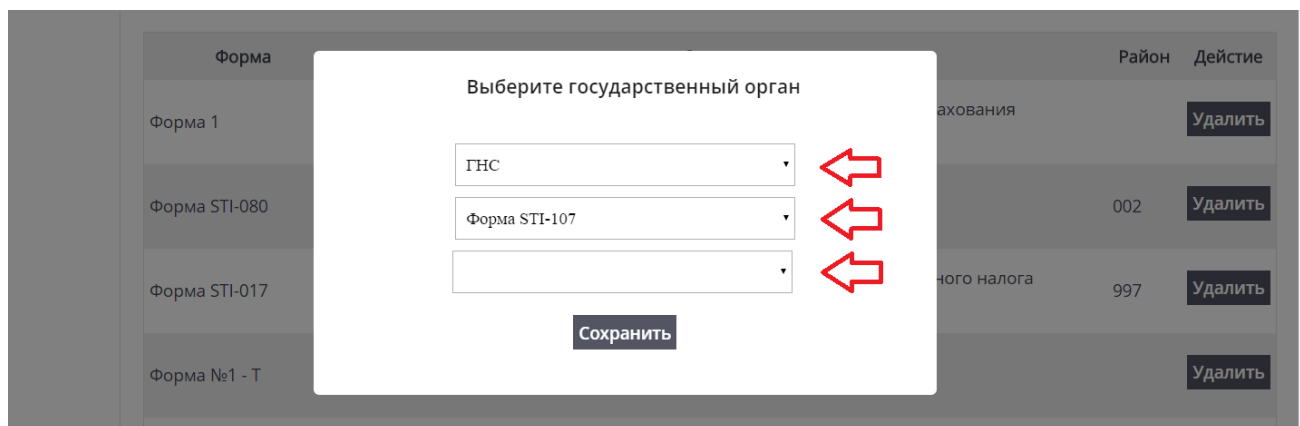 Форма Район Дейстие
Выберите государственный орган
Форма 1 ахования Удалить
ГНС
Форма STI-080 002 Удалить
Форма STI-107
Форма STI-017 ного налога 997 Удалить
Сохранить
Форма №1 - Т Удалить